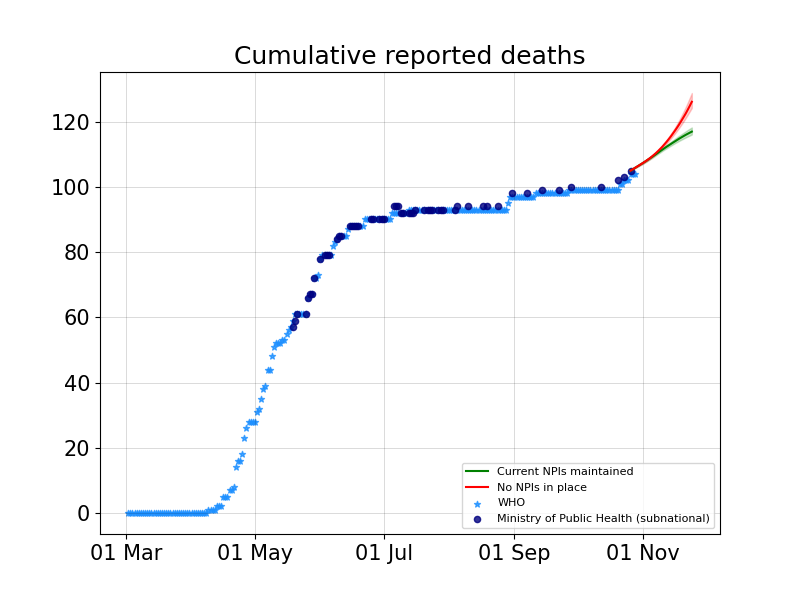 Cumulative reported deaths
120
100
80
60
40
20
0
01 Mar 01 May 01 Jul 01 Sep 01 Nov
Current NPIs maintained
No NPIs in place
WHO
Ministry of Public Health (subnational)